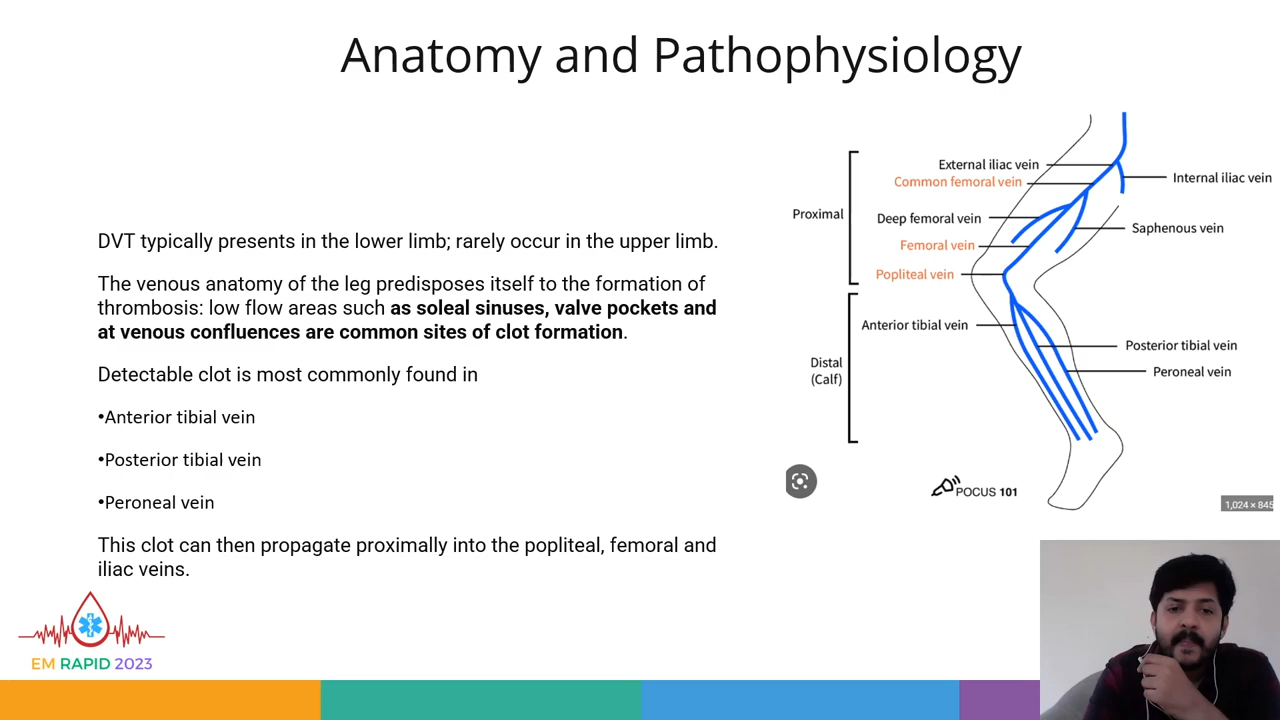 Anatomy and Pathophysiology
DVT typically presents in the lower limb; rarely occur in the upper limb.
The venous anatomy of the leg predisposes itself to the formation of
thrombosis: low flow areas such as soleal sinuses, valve pockets and
at venous confluences are common sites of clot formation.
Detectable clot is most commonly found in
•Anterior tibial vein
•Posterior tibial vein
•Peroneal vein
This clot can then propagate proximally into the popliteal, femoral and
iliac veins.
External iliac vein
Common femoral vein
Internal iliac vein
Proximal
Deep femoral vein
Saphenous vein
Femoral vein
Popliteal vein
Anterior tibial vein
Posterior tibial vein
Distal
(Calf)
Peroneal vein
POCUS 101
1,024 × 845
EM RAPID 2023